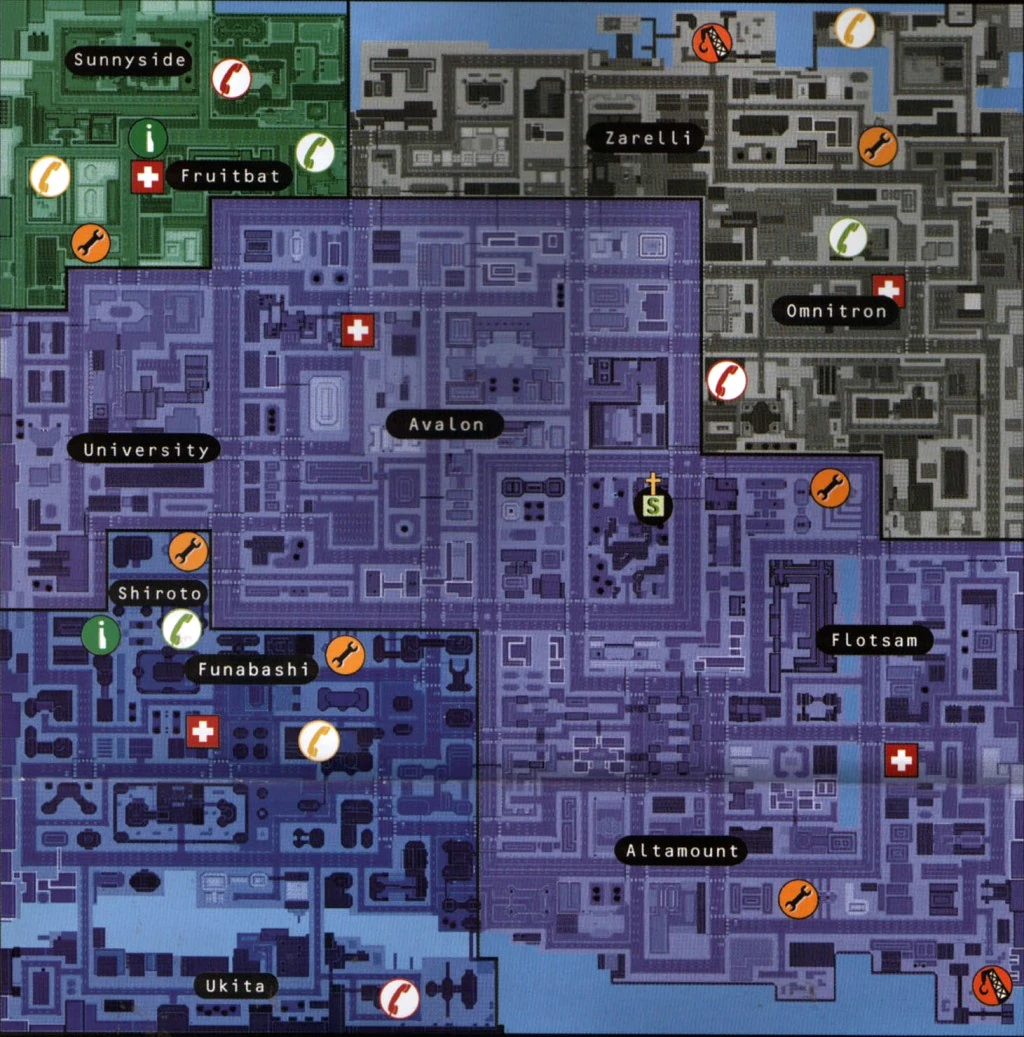 Sunnyside
Zarelli
i
Fruitbat
Omnitron
Avalon
University
S
Shiroto
i
Flotsam
Funabashi
Altamount
Ukita